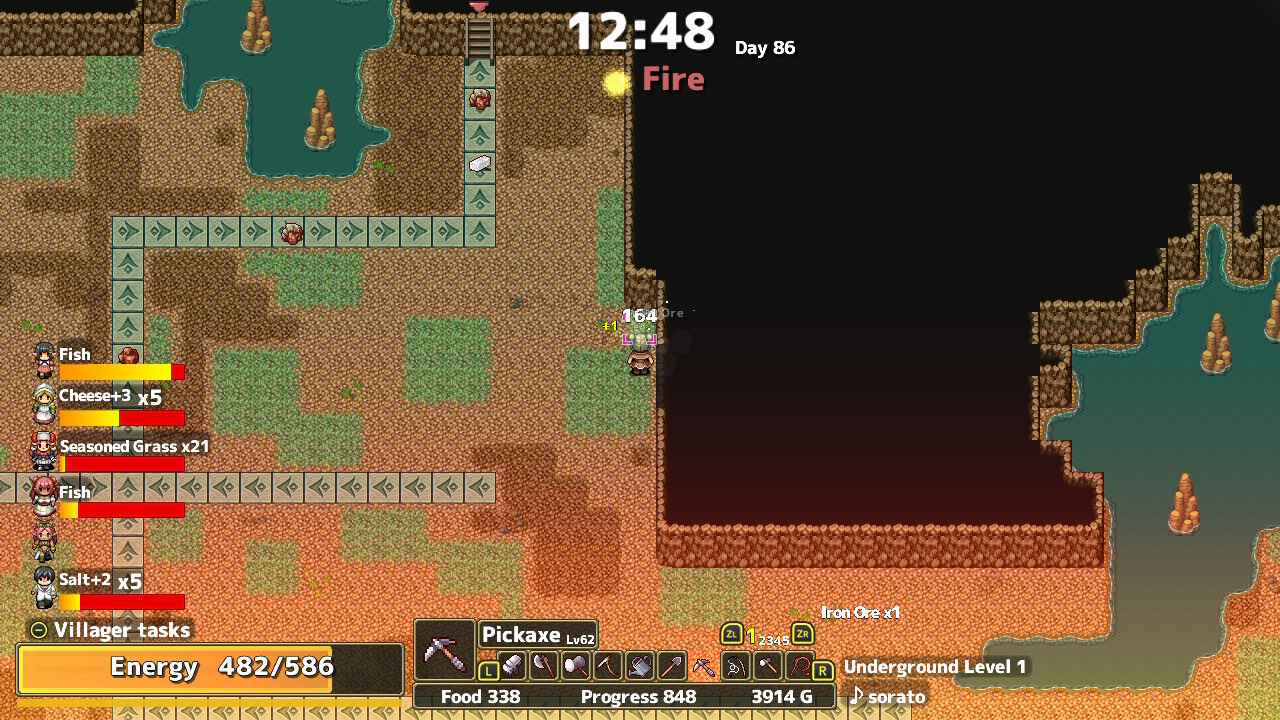 12:48
Day 86
Fire
164
Ore
+1
Fish
Cheese+3 x5
Seasoned Grass x21
Fish
Salt+2 x5
Villager tasks
Energy 482/586
Pickaxe Lv62
ZL 12345 ZR
L R
Food 338 Progress 848 3914 G
Iron Ore x1
Underground Level 1
♪ sorato